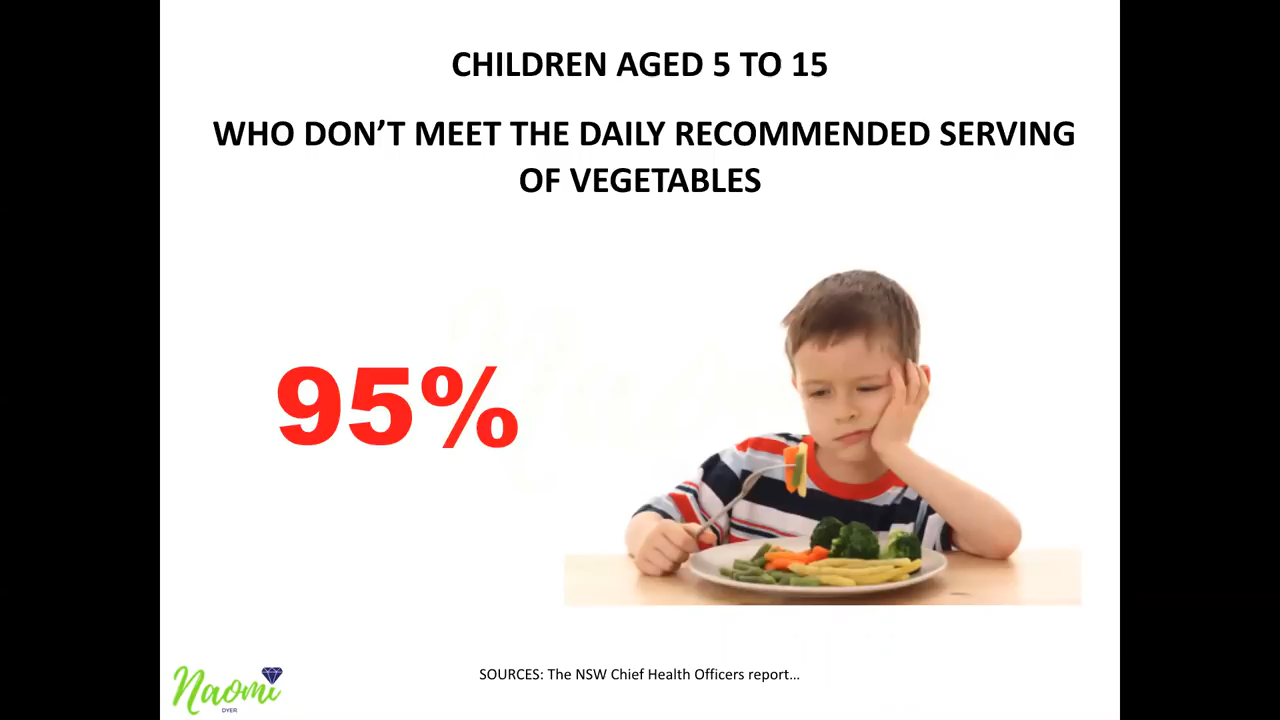 CHILDREN AGED 5 TO 15
WHO DON’T MEET THE DAILY RECOMMENDED SERVING
OF VEGETABLES
95%
SOURCES: The NSW Chief Health Officers report...
Naomi
DYER